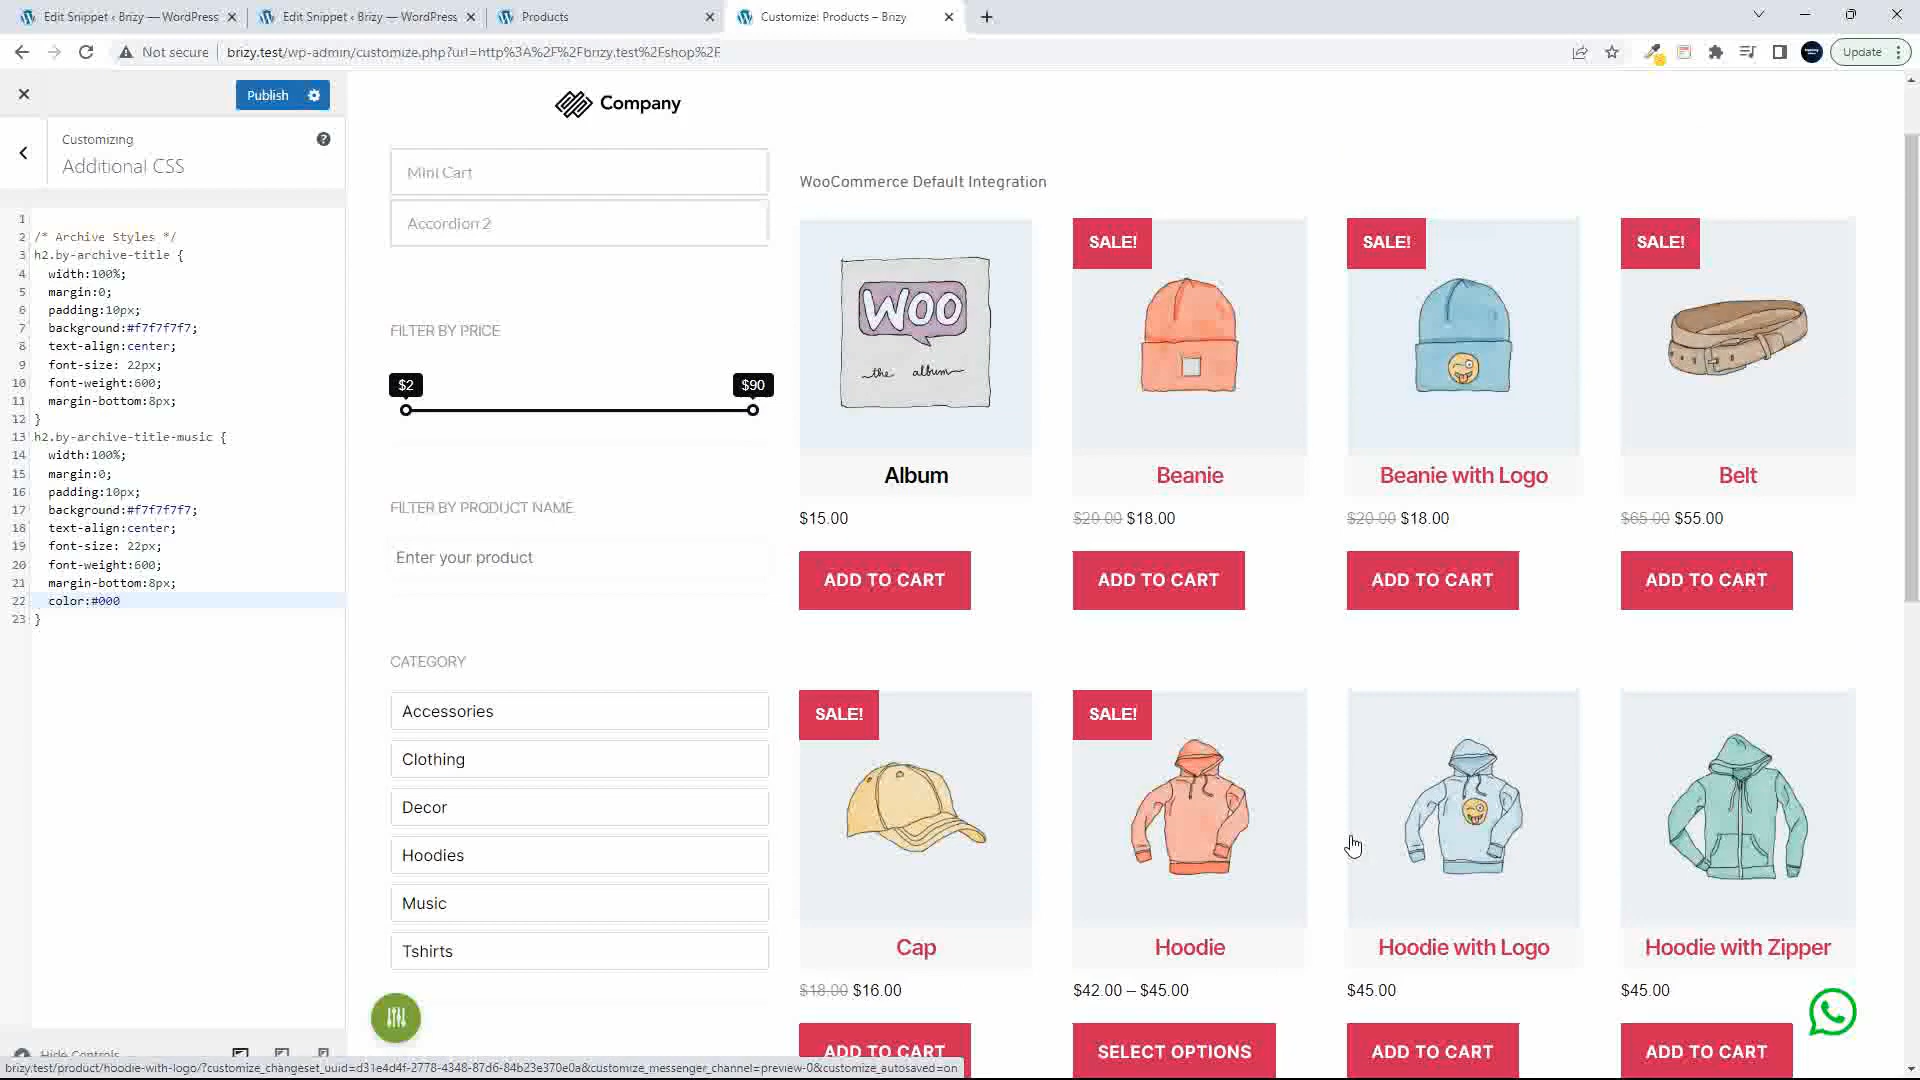 Edit Snippet ‹ Brizy — WordPress
Edit Snippet ‹ Brizy — WordPress
Products
Customize: Products – Brizy
Not secure
brizy.test/wp-admin/customize.php?url=http%3A%2F%2Fbrizy.test%2Fshop%2F
Update
Publish
Customizing
Additional CSS
1
2 /* Archive Styles */
3 h2.by-archive-title {
4 width:100%;
5 margin:0;
6 padding:10px;
7 background:#f7f7f7f7;
8 text-align:center;
9 font-size: 22px;
10 font-weight:600;
11 margin-bottom:8px;
12 }
13 h2.by-archive-title-music {
14 width:100%;
15 margin:0;
16 padding:10px;
17 background:#f7f7f7f7;
18 text-align:center;
19 font-size: 22px;
20 font-weight:600;
21 margin-bottom:8px;
22 color:#000
23 }
Hide Controls
Company
Mini Cart
Accordion 2
FILTER BY PRICE
$2
$90
FILTER BY PRODUCT NAME
Enter your product
CATEGORY
Accessories
Clothing
Decor
Hoodies
Music
Tshirts
WooCommerce Default Integration
WOO
the album
Album
$15.00
ADD TO CART
SALE!
Beanie
$20.00 $18.00
ADD TO CART
SALE!
Beanie with Logo
$20.00 $18.00
ADD TO CART
SALE!
Belt
$65.00 $55.00
ADD TO CART
SALE!
Cap
$18.00 $16.00
ADD TO CART
SALE!
Hoodie
$42.00 – $45.00
SELECT OPTIONS
Hoodie with Logo
$45.00
ADD TO CART
Hoodie with Zipper
$45.00
ADD TO CART
brizy.test/product/hoodie-with-logo/?customize_changeset_uuid=d31e4d4f-2778-4348-87d6-84b23e370e0a&customize_messenger_channel=preview-0&customize_autosaved=on